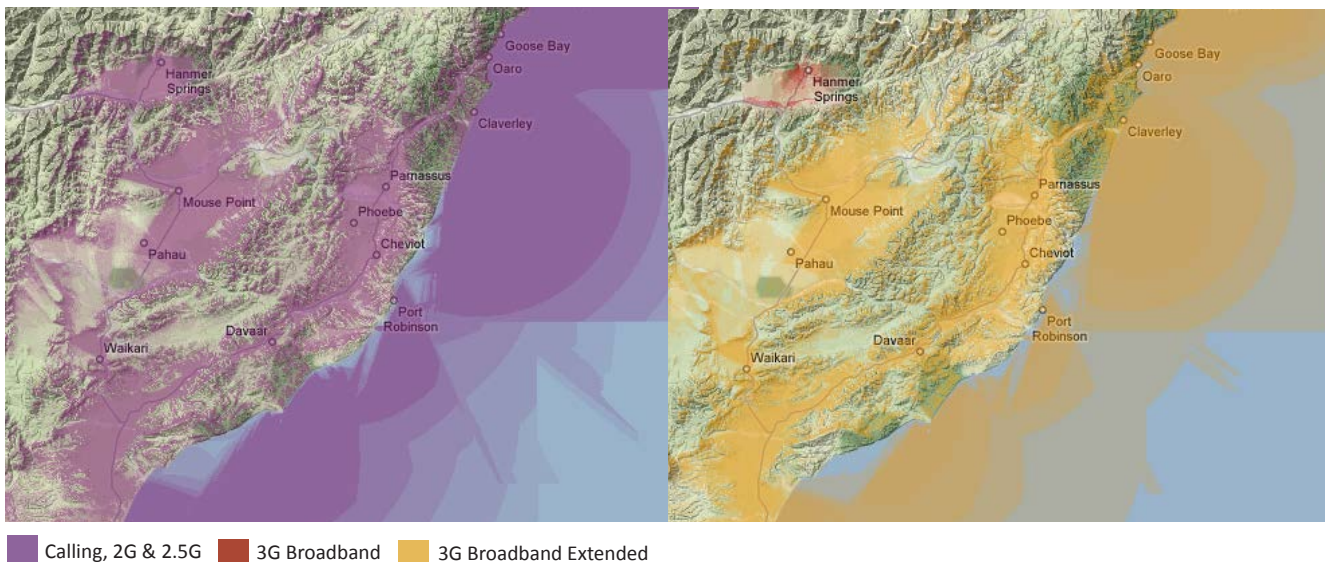 Goose Bay
Oaro
Hanmer
Springs
Claverley
Parnassus
Mouse Point
Phoebe
Pahau
Cheviot
Port
Robinson
Davaar
Waikari
Goose Bay
Oaro
Hanmer
Springs
Claverley
Parnassus
Mouse Point
Phoebe
Pahau
Cheviot
Port
Robinson
Davaar
Waikari
Calling, 2G & 2.5G
3G Broadband
3G Broadband Extended